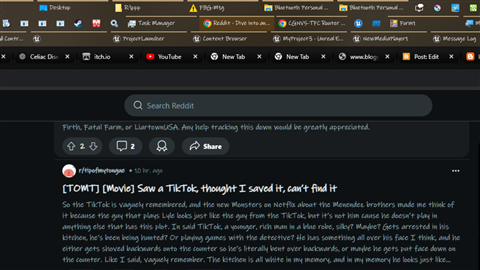 Desktop
Rippp
FBG-Mtg
Bluetooth Personal ...
Bluetooth Personal ...
Task Manager
Reddit - Dive into an...
FGHVS-TPC Router ...
Form1
d Contr...
ProjectLauncher
Content Browser
MyProject3 - Unreal E...
NewMediaPlayer1
Message Log
Celiac Dise
itch.io
YouTube
New Tab
New Tab
www.blog
Post: Edit
Search Reddit
Firth, Fatal Farm, or LiartownUSA. Any help tracking this down would be greatly appreciated.
2
2
Share
r/tipofmytongue • 10 hr. ago
[TOMT] [Movie] Saw a TikTok, thought I saved it, can't find it
So the TikTok is vaguely remembered, and the new Monsters on Netflix about the Menendes brothers made me think of
it because the guy that plays Lyle looks just like the guy from the TikTok, but it's not him cause he doesn't play in
anything else that has this plot. In said TikTok, a younger, rich man in a blue robe, silky? Maybe? Gets arrested in his
kitchen, he's been being hunted? Or playing games with the detective? He has something all over his face I think, and he
either gets shoved backwards onto the counter so he's literally bent over backwards, or maybe he gets put face down on
the counter. Like I said, vaguely remember. The kitchen is all white in my memory, and in my memory he looks just like...